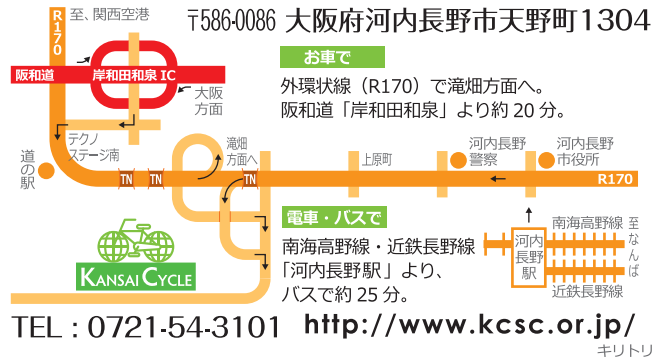 〒586-0086 大阪府河内長野市天野町1304
R170
至、関西空港
阪和道
岸和田和泉IC
大阪
方面
お車で
外環状線（R170）で滝畑方面へ。
阪和道「岸和田和泉」より約20分。
テクノ
ステージ南
道の駅
滝畑
方面へ
上原町
河内長野
警察
河内長野
市役所
TN
TN
TN
R170
電車・バスで
南海高野線・近鉄長野線
「河内長野駅」より、
バスで約25分。
河内長野駅
南海高野線
近鉄長野線
至なんば
KANSAI CYCLE
TEL：0721-54-3101 http://www.kcsc.or.jp/
キリトリ